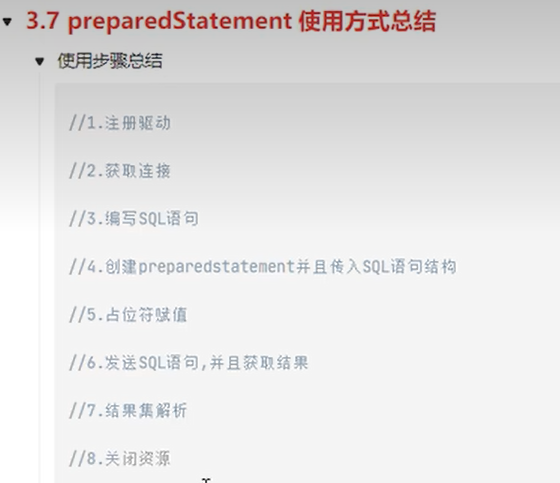 3.7 preparedStatement 使用方式总结
使用步骤总结
//1.注册驱动
//2.获取连接
//3.编写SQL语句
//4.创建preparedstatement并且传入SQL语句结构
//5.占位符赋值
//6.发送SQL语句,并且获取结果
//7.结果集解析
//8.关闭资源